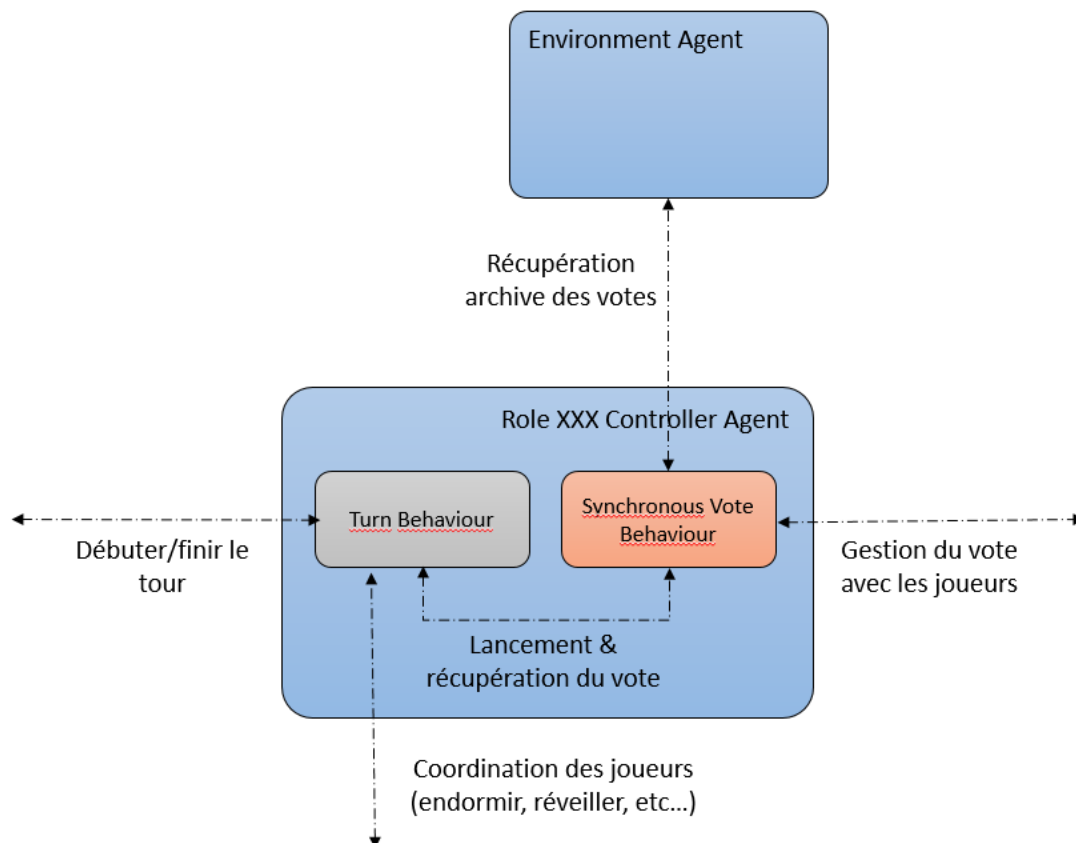 Environment Agent
Récupération
archive des votes
Role XXX Controller Agent
Turn Behaviour
Synchronous Vote
Behaviour
Débuter/finir le
tour
Gestion du vote
avec les joueurs
Lancement &
récupération du vote
Coordination des joueurs
(endormir, réveiller, etc...)